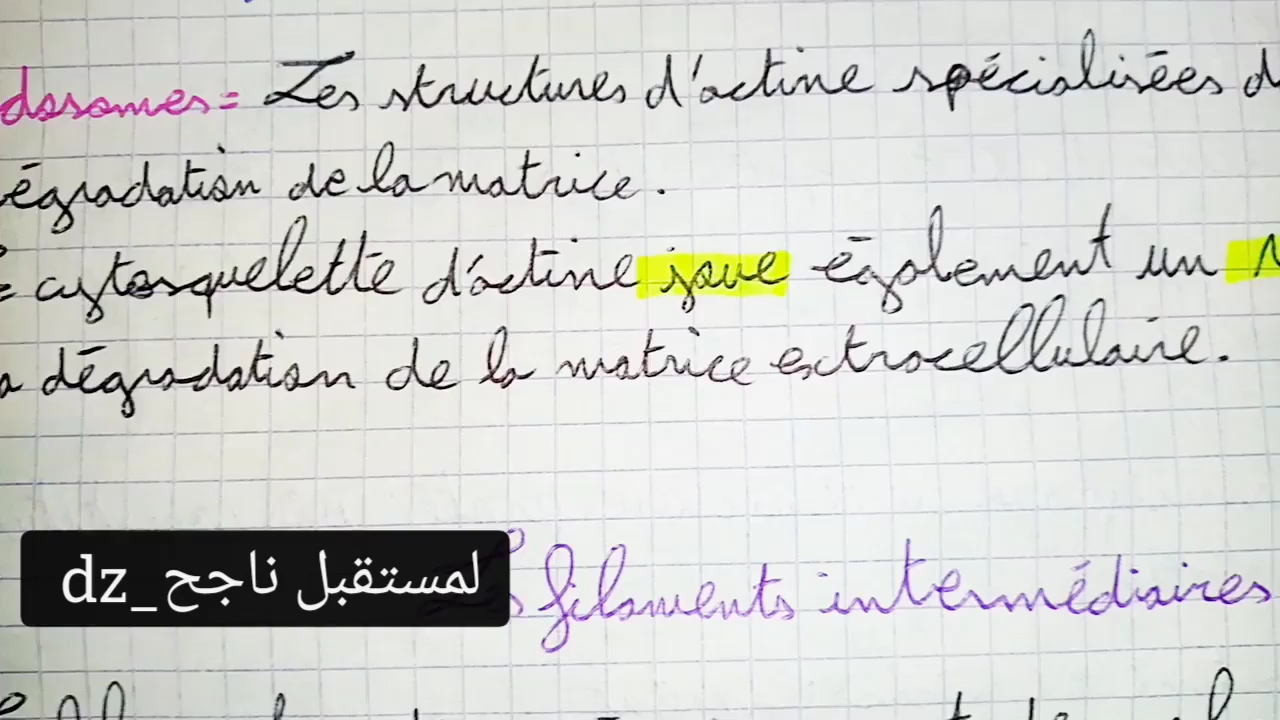 dosomes = Les structures d'actine spécialisées d
égradation de la matrice.
cytosquelette d'actine joue également un
a dégradation de la matrice extracellulaire.
لمستقبل ناجح_dz
s filaments intermédiaires